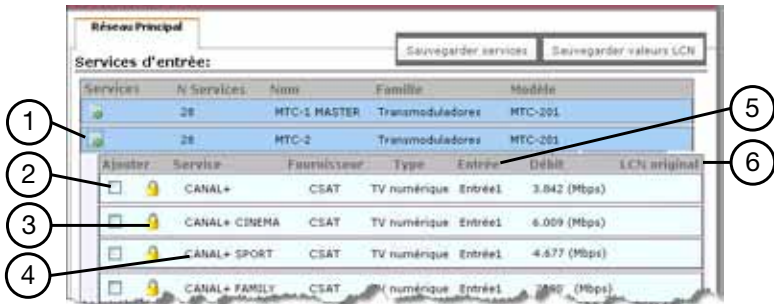 Réseau Principal
Sauvegarder services Sauvegarder valeurs LCN
Services d'entrée:
Services N Services Nom Famille Modèle
28 MTC-1 MASTER Transmoduladores MTC-201
1 28 MTC-2 Transmoduladores MTC-201 5
Ajouter Service Fournisseur Type Entrée Débit LCN original 6
2 CANAL+ CSAT TV numérique Entrée1 3.842 (Mbps)
3 CANAL+ CINEMA CSAT TV numérique Entrée1 6.009 (Mbps)
4 CANAL+ SPORT CSAT TV numérique Entrée1 4.677 (Mbps)
CANAL+ FAMILY CSAT TV numérique Entrée1 (Mbps)